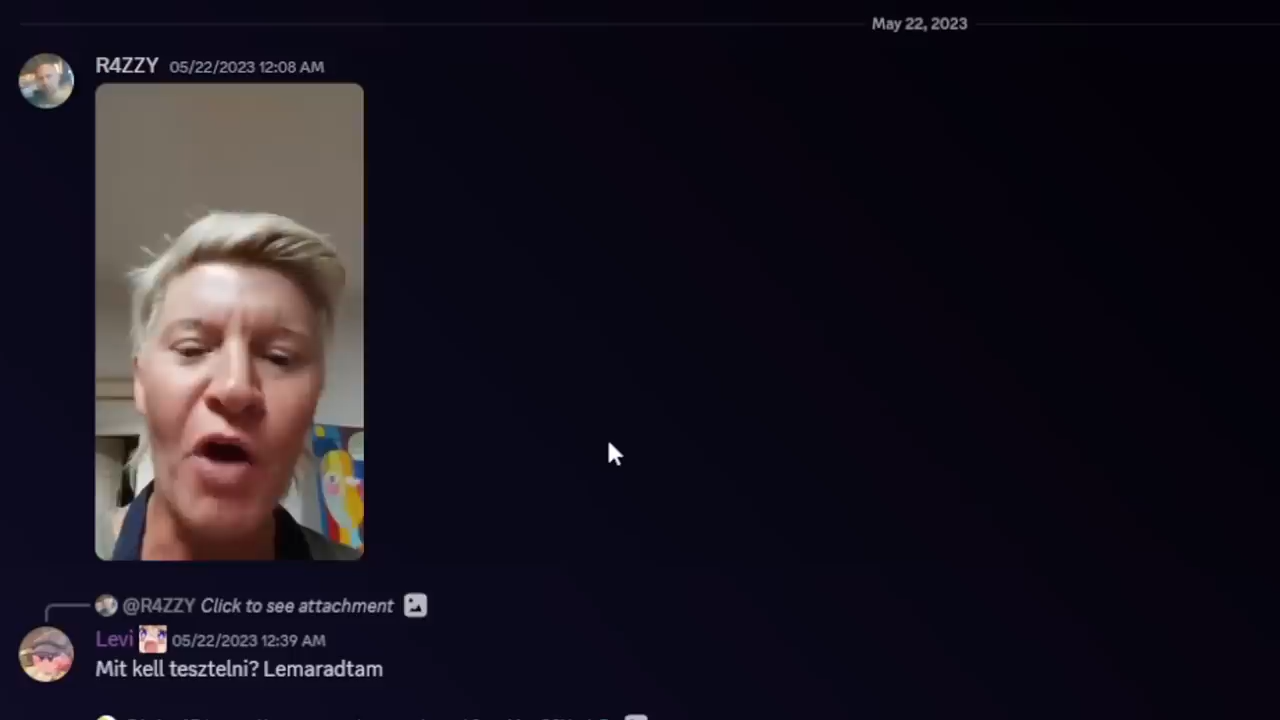 May 22, 2023
R4ZZY 05/22/2023 12:08 AM
@R4ZZY Click to see attachment
Levi 05/22/2023 12:39 AM
Mit kell tesztelni? Lemaradtam